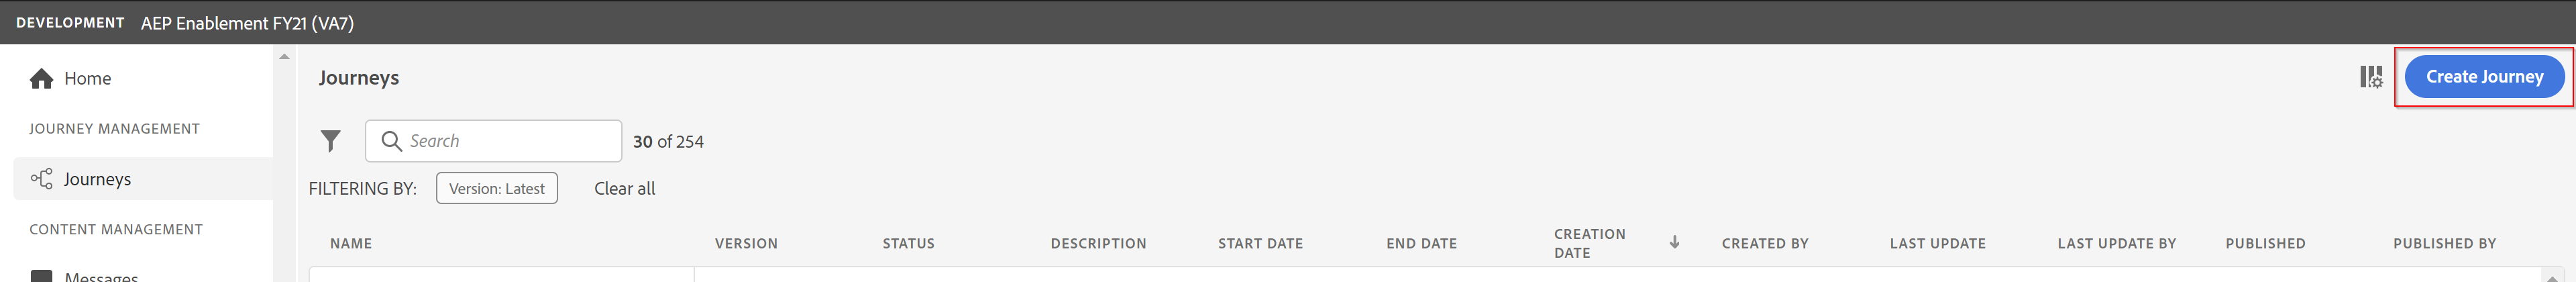 DEVELOPMENT AEP Enablement FY21 (VA7)
Home
Journeys
Create Journey
JOURNEY MANAGEMENT
Search
30 of 254
Journeys
FILTERING BY: Version: Latest Clear all
CONTENT MANAGEMENT
NAME VERSION STATUS DESCRIPTION START DATE END DATE CREATION DATE CREATED BY LAST UPDATE LAST UPDATE BY PUBLISHED PUBLISHED BY
Messages